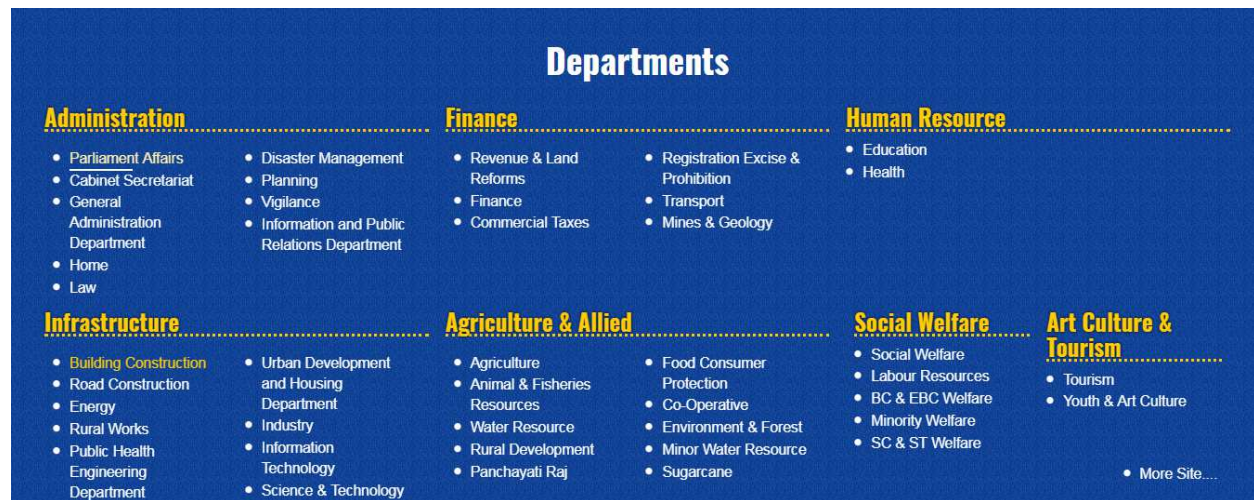 Departments
Administration
Parliament Affairs
Cabinet Secretariat
General
Administration
Department
Home
Law
Disaster Management
Planning
Vigilance
Information and Public
Relations Department
Finance
Revenue & Land
Reforms
Finance
Commercial Taxes
Registration Excise &
Prohibition
Transport
Mines & Geology
Human Resource
Education
Health
Infrastructure
Building Construction
Road Construction
Energy
Rural Works
Public Health
Engineering
Department
Urban Development
and Housing
Department
Industry
Information
Technology
Science & Technology
Agriculture & Allied
Agriculture
Animal & Fisheries
Resources
Water Resource
Rural Development
Panchayati Raj
Food Consumer
Protection
Co-Operative
Environment & Forest
Minor Water Resource
Sugarcane
Social Welfare
Social Welfare
Labour Resources
BC & EBC Welfare
Minority Welfare
SC & ST Welfare
Art Culture &
Tourism
Tourism
Youth & Art Culture
More Site....